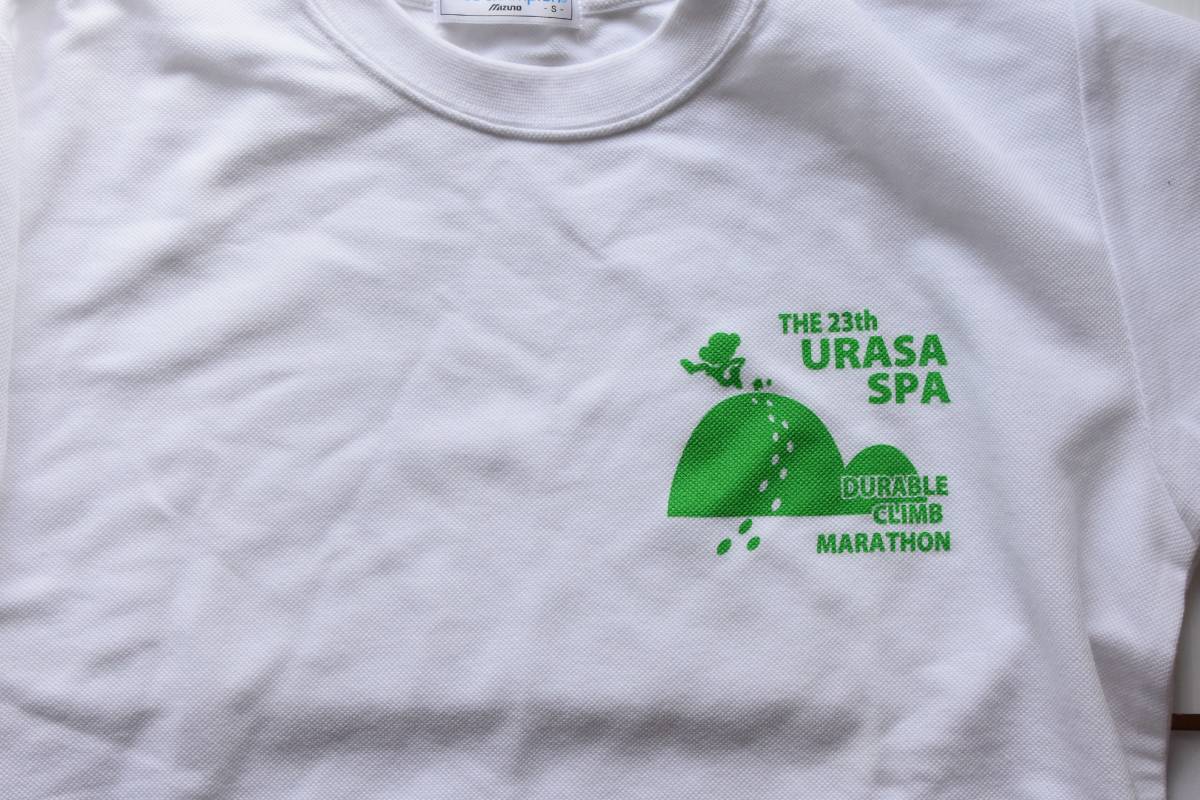 MIZUNO - S -
THE 23th
URASA
SPA
DURABLE
CLIMB
MARATHON